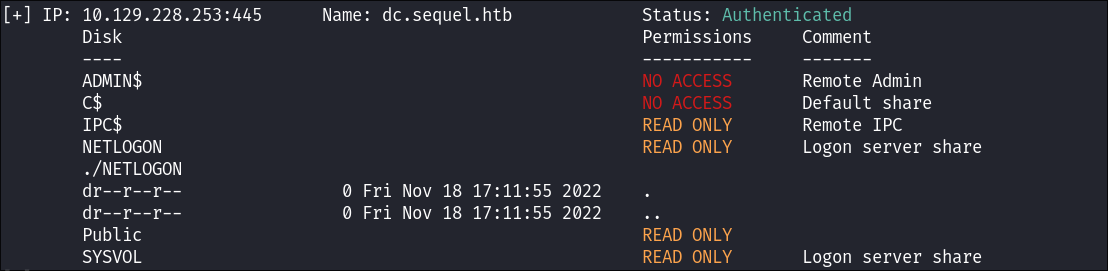 [+] IP: 10.129.228.253:445      Name: dc.sequel.htb             Status: Authenticated
        Disk                                                    Permissions     Comment
        ----                                                    -----------     -------
        ADMIN$                                                  NO ACCESS       Remote Admin
        C$                                                      NO ACCESS       Default share
        IPC$                                                    READ ONLY       Remote IPC
        NETLOGON                                                READ ONLY       Logon server share
        ./NETLOGON
        dr--r--r--                0 Fri Nov 18 17:11:55 2022    .
        dr--r--r--                0 Fri Nov 18 17:11:55 2022    ..
        Public                                                  READ ONLY
        SYSVOL                                                  READ ONLY       Logon server share